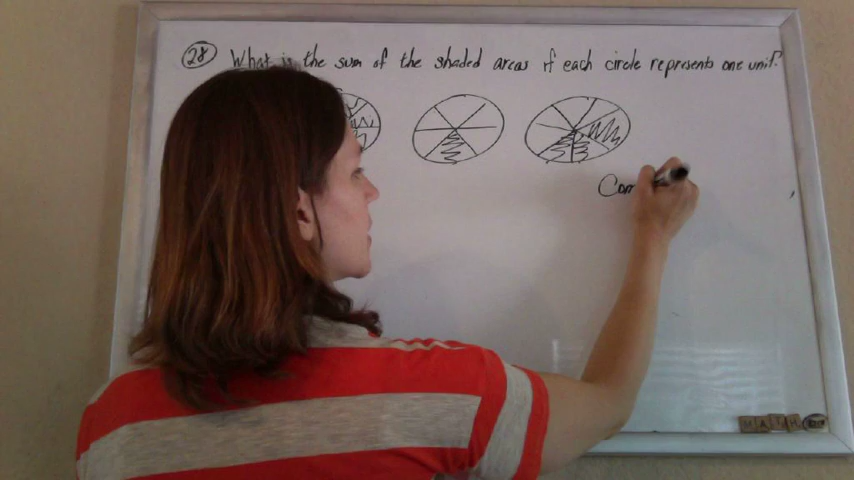 28 What is the sum of the shaded areas if each circle represents one unit?
Com
MATH